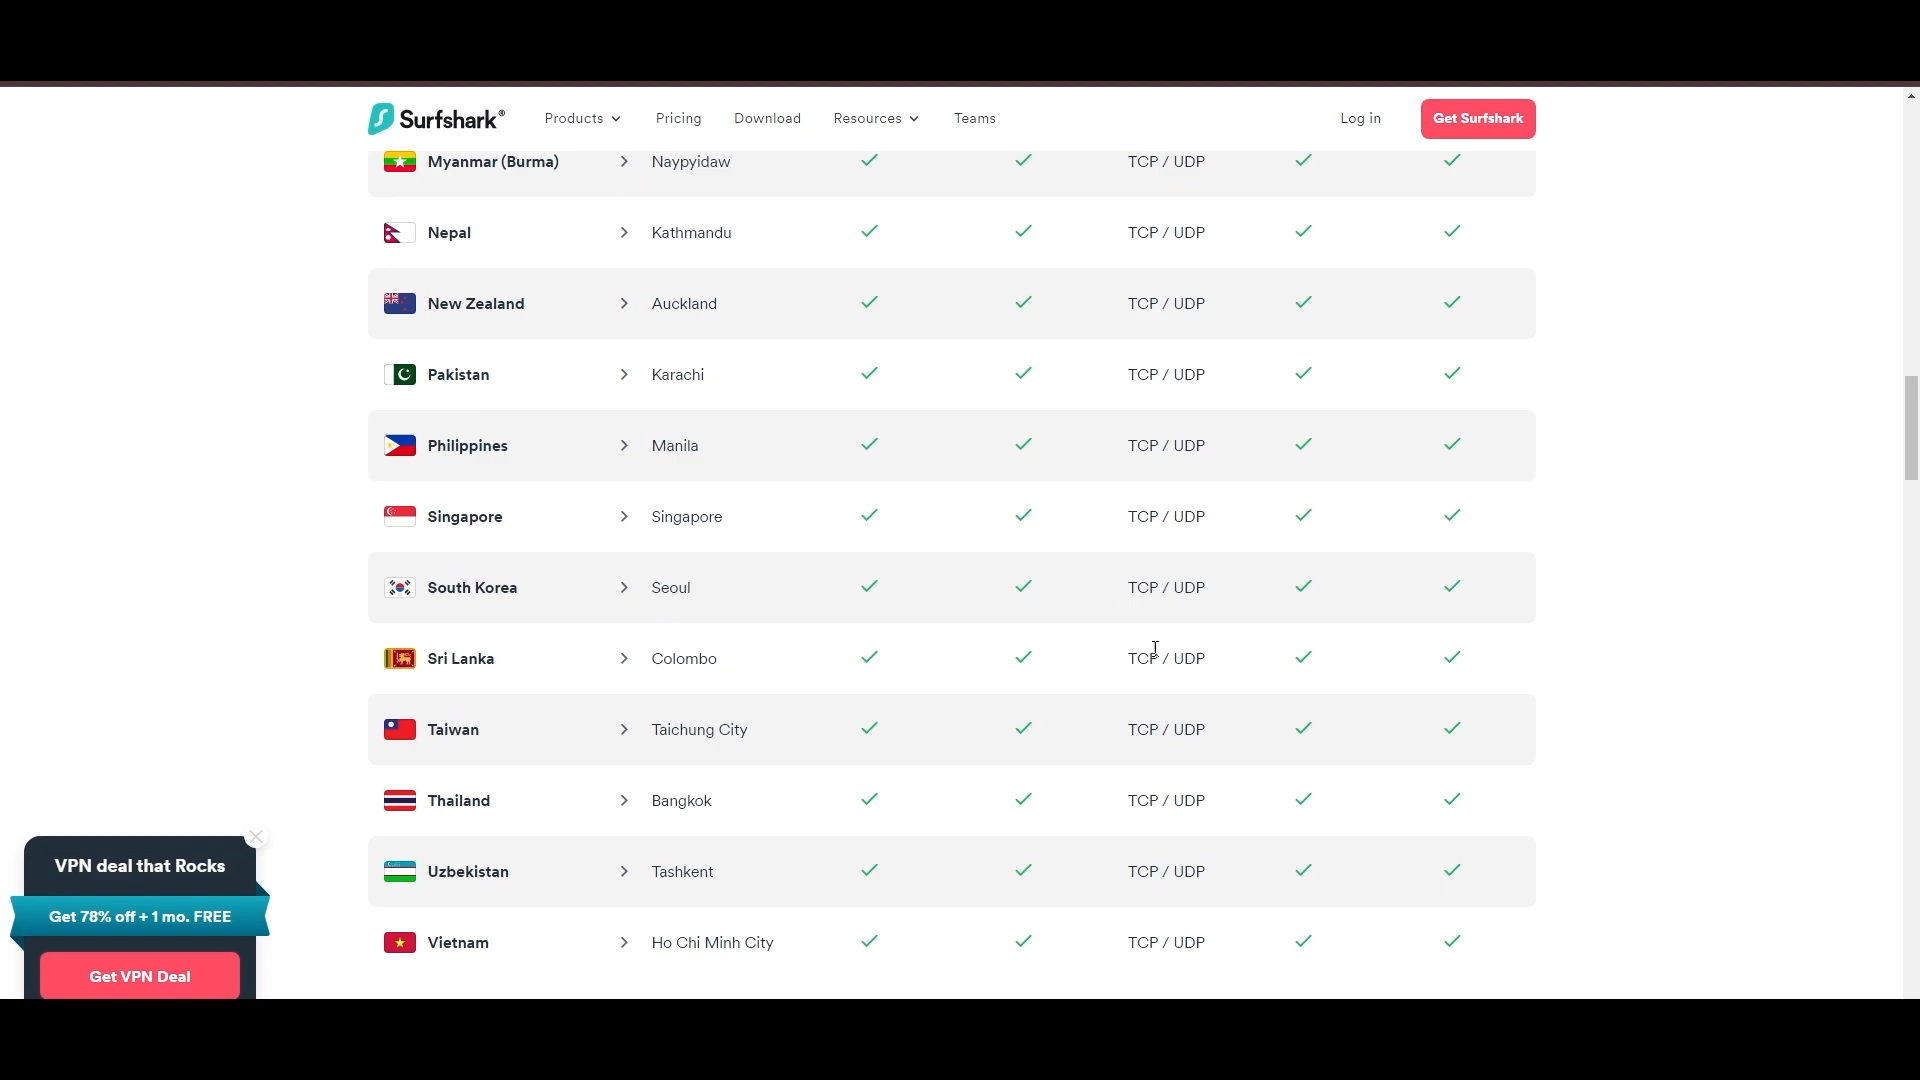 Surfshark® Products Pricing Download Resources Teams Log in Get Surfshark
Myanmar (Burma) Naypyidaw TCP / UDP
Nepal Kathmandu TCP / UDP
New Zealand Auckland TCP / UDP
Pakistan Karachi TCP / UDP
Philippines Manila TCP / UDP
Singapore Singapore TCP / UDP
South Korea Seoul TCP / UDP
Sri Lanka Colombo TCP / UDP
Taiwan Taichung City TCP / UDP
Thailand Bangkok TCP / UDP
Uzbekistan Tashkent TCP / UDP
Vietnam Ho Chi Minh City TCP / UDP
VPN deal that Rocks
Get 78% off + 1 mo. FREE
Get VPN Deal